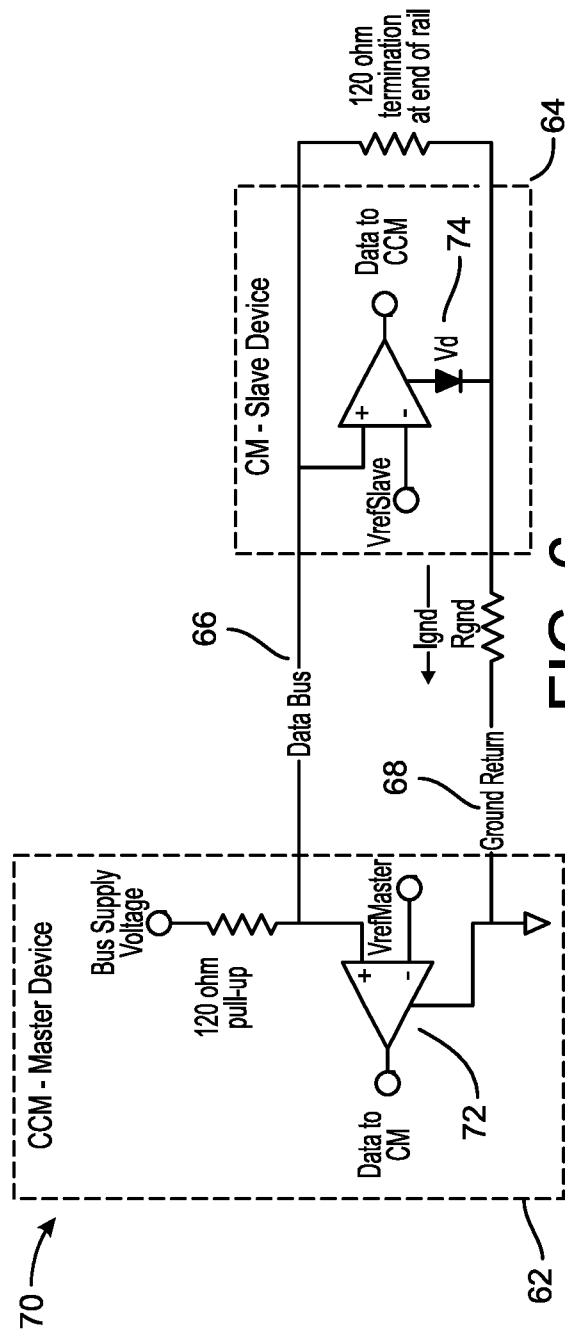 70
CCM - Master Device
Bus Supply
Voltage
120 ohm
pull-up
+
-
VrefMaster
Data to
CM
72
62
66
Data Bus
68
Ground Return
Ignd
Rgnd
CM - Slave Device
+
-
VrefSlave
Data to
CCM
Vd
74
120 ohm
termination
at end of rail
64
FIG.